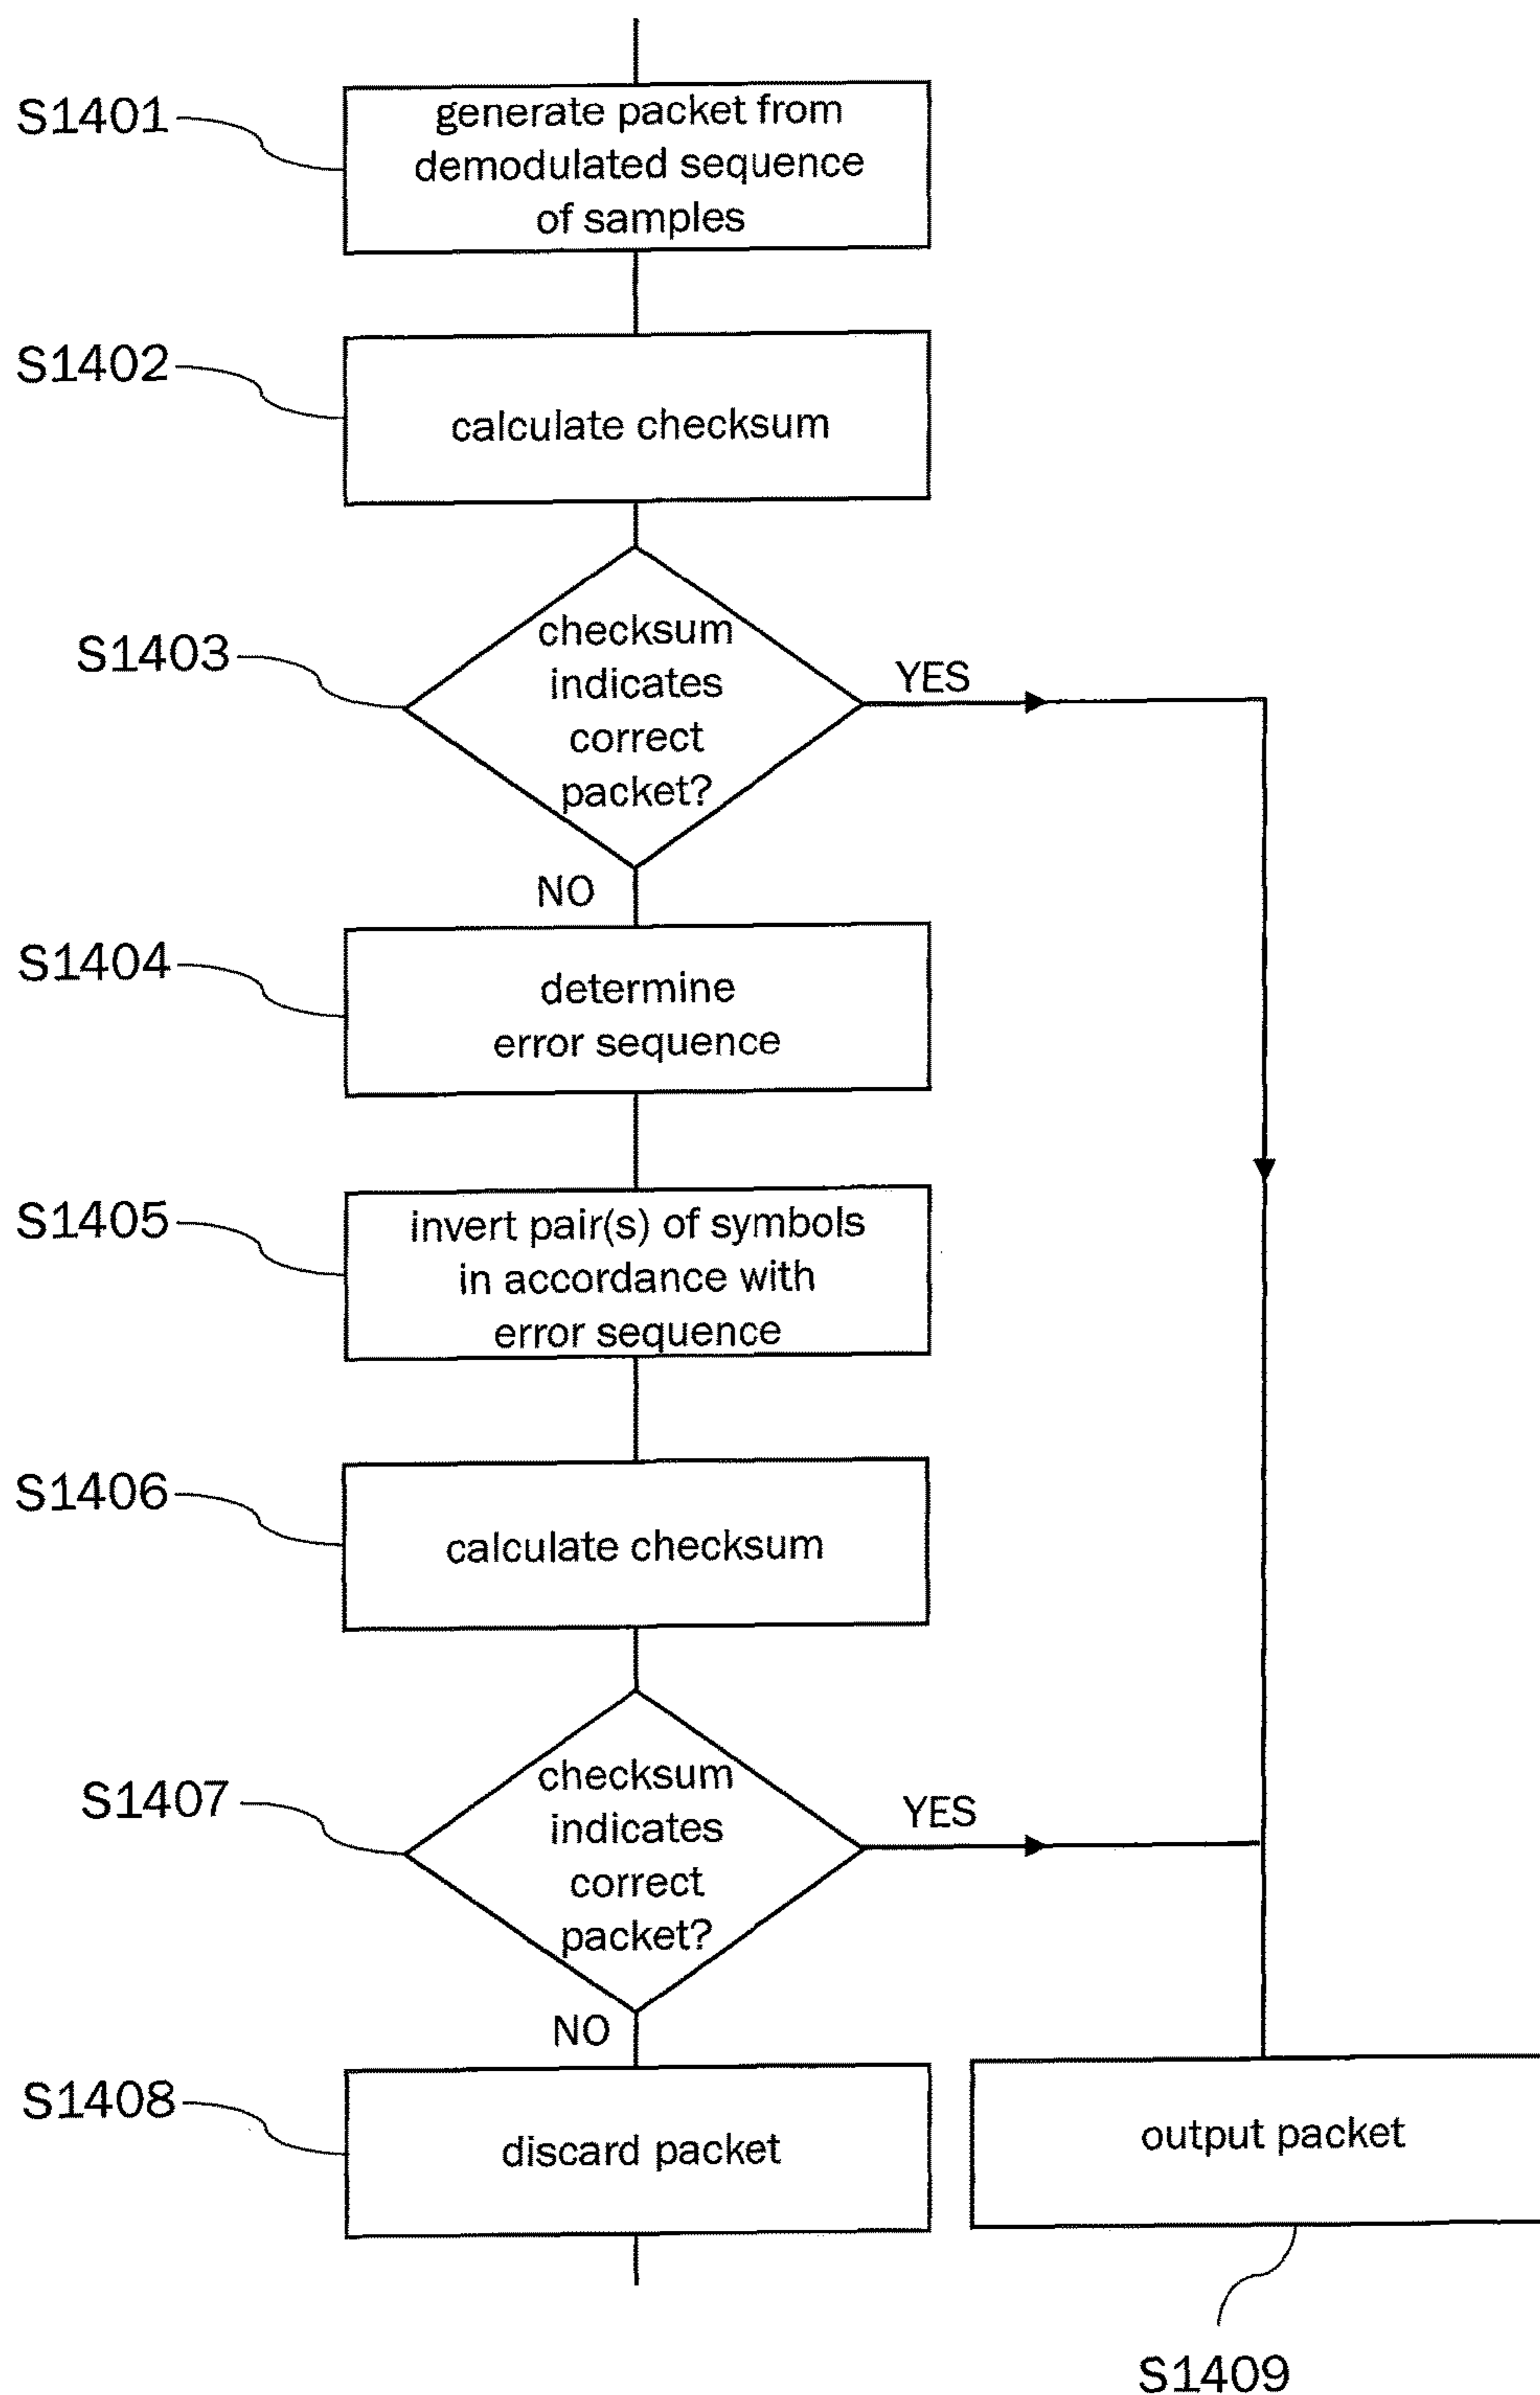 S1401
generate packet from
demodulated sequence
of samples
S1402
calculate checksum
S1403
checksum
indicates
correct
packet?
YES
NO
S1404
determine
error sequence
S1405
invert pair(s) of symbols
in accordance with
error sequence
S1406
calculate checksum
S1407
checksum
indicates
correct
packet?
YES
NO
S1408
discard packet
output packet
S1409